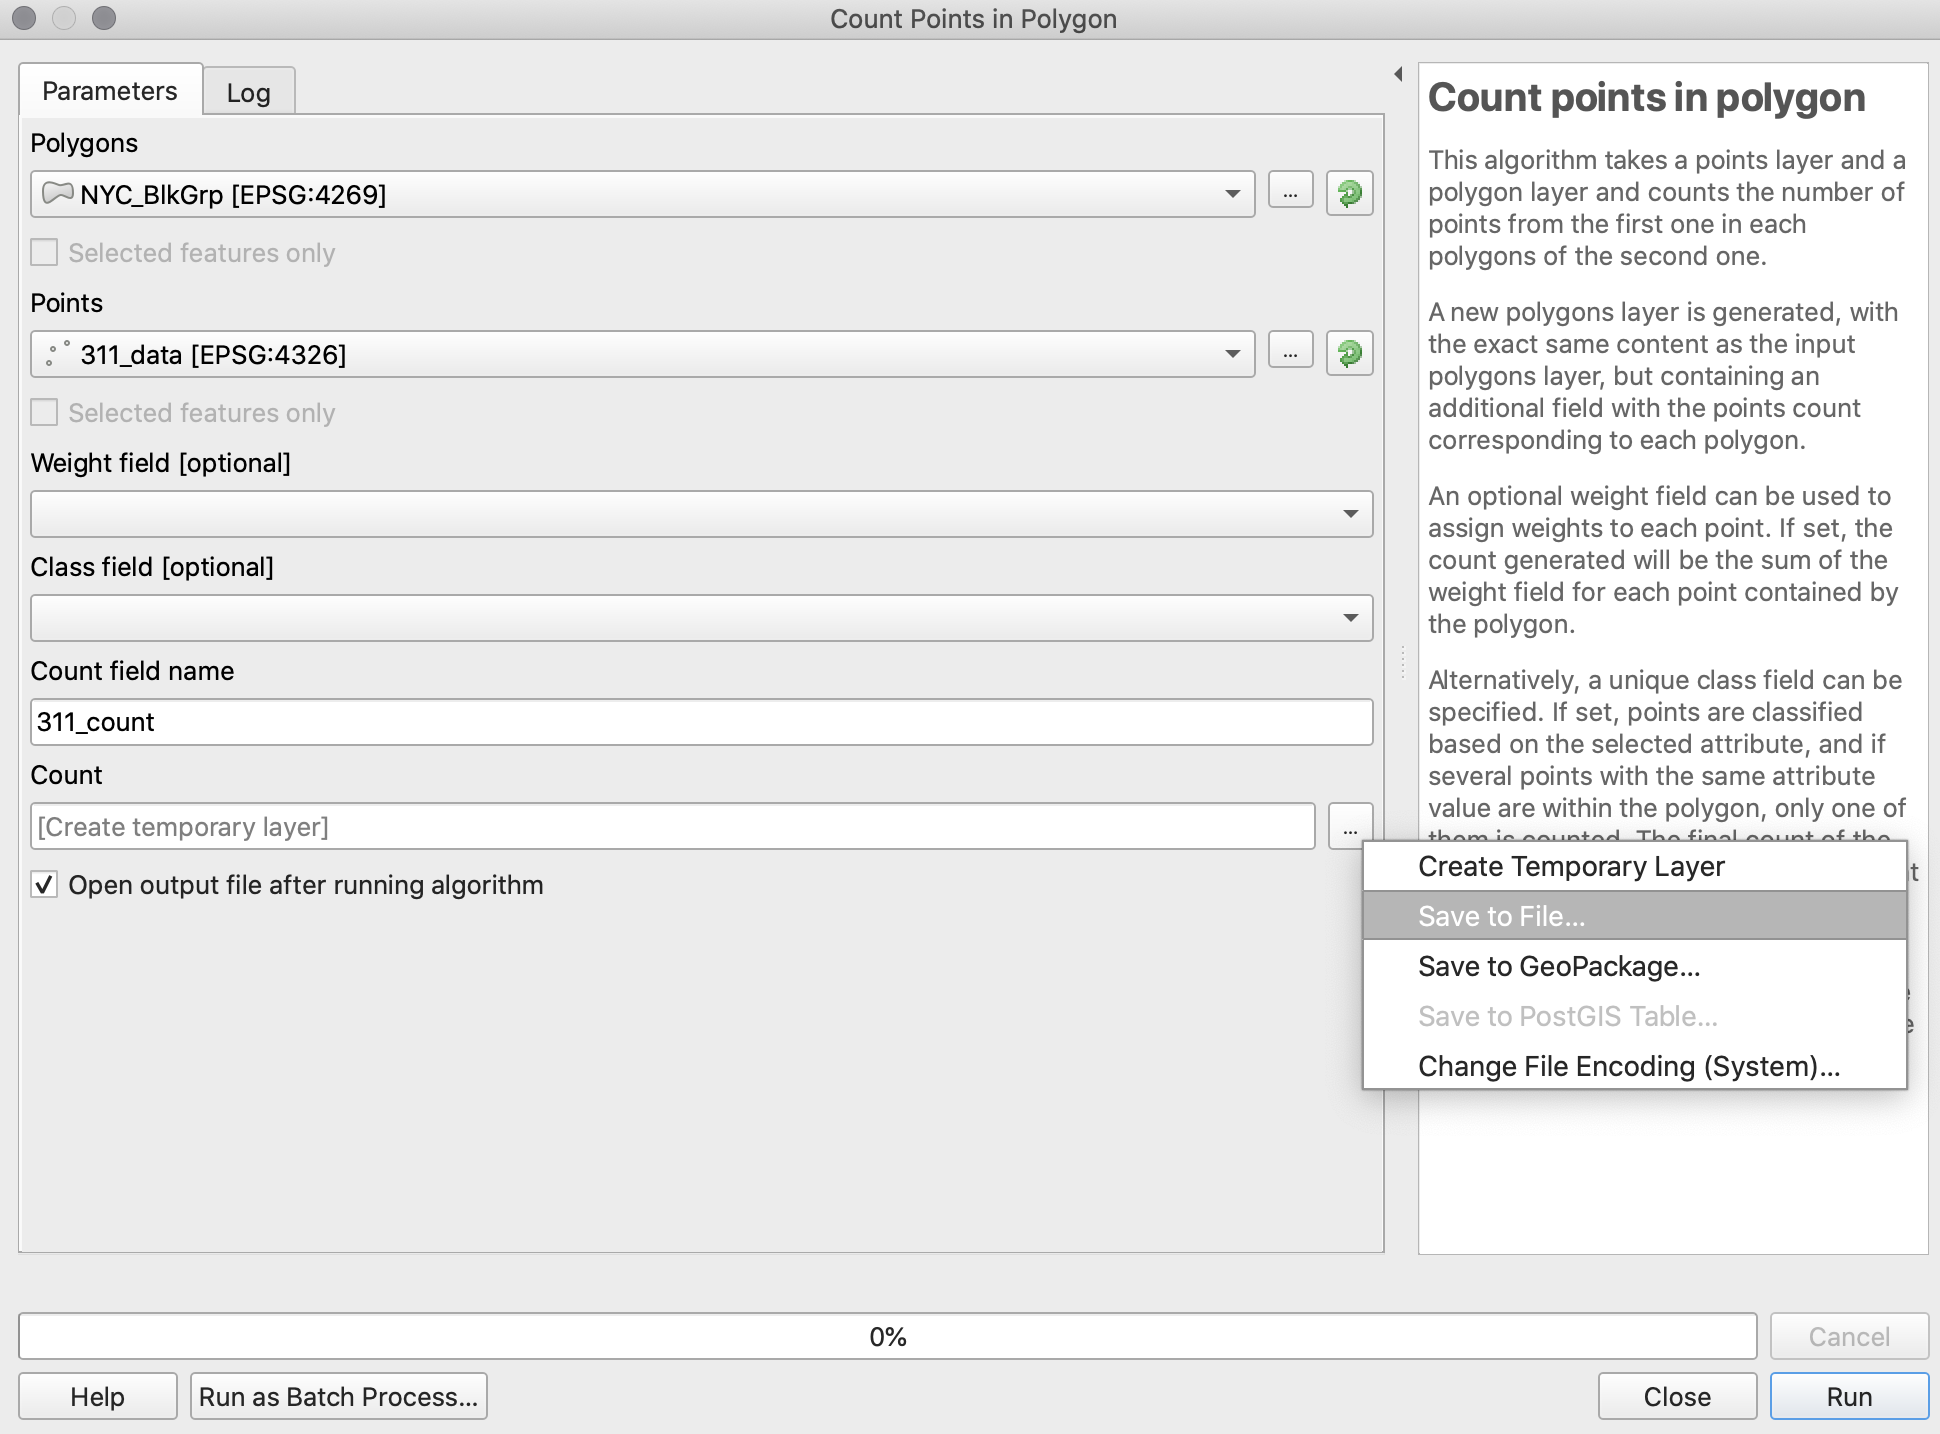 Count Points in Polygon
Parameters
Log
Polygons
NYC_BlkGrp [EPSG:4269]
...
Selected features only
Points
311_data [EPSG:4326]
...
Selected features only
Weight field [optional]
Class field [optional]
Count field name
311_count
Count
[Create temporary layer]
...
Open output file after running algorithm
Count points in polygon
This algorithm takes a points layer and a
polygon layer and counts the number of
points from the first one in each
polygons of the second one.
A new polygons layer is generated, with
the exact same content as the input
polygons layer, but containing an
additional field with the points count
corresponding to each polygon.
An optional weight field can be used to
assign weights to each point. If set, the
count generated will be the sum of the
weight field for each point contained by
the polygon.
Alternatively, a unique class field can be
specified. If set, points are classified
based on the selected attribute, and if
several points with the same attribute
value are within the polygon, only one of
them is counted. The final count of the
Create Temporary Layer
Save to File...
Save to GeoPackage...
Save to PostGIS Table...
Change File Encoding (System)...
0%
Cancel
Help
Run as Batch Process...
Close
Run